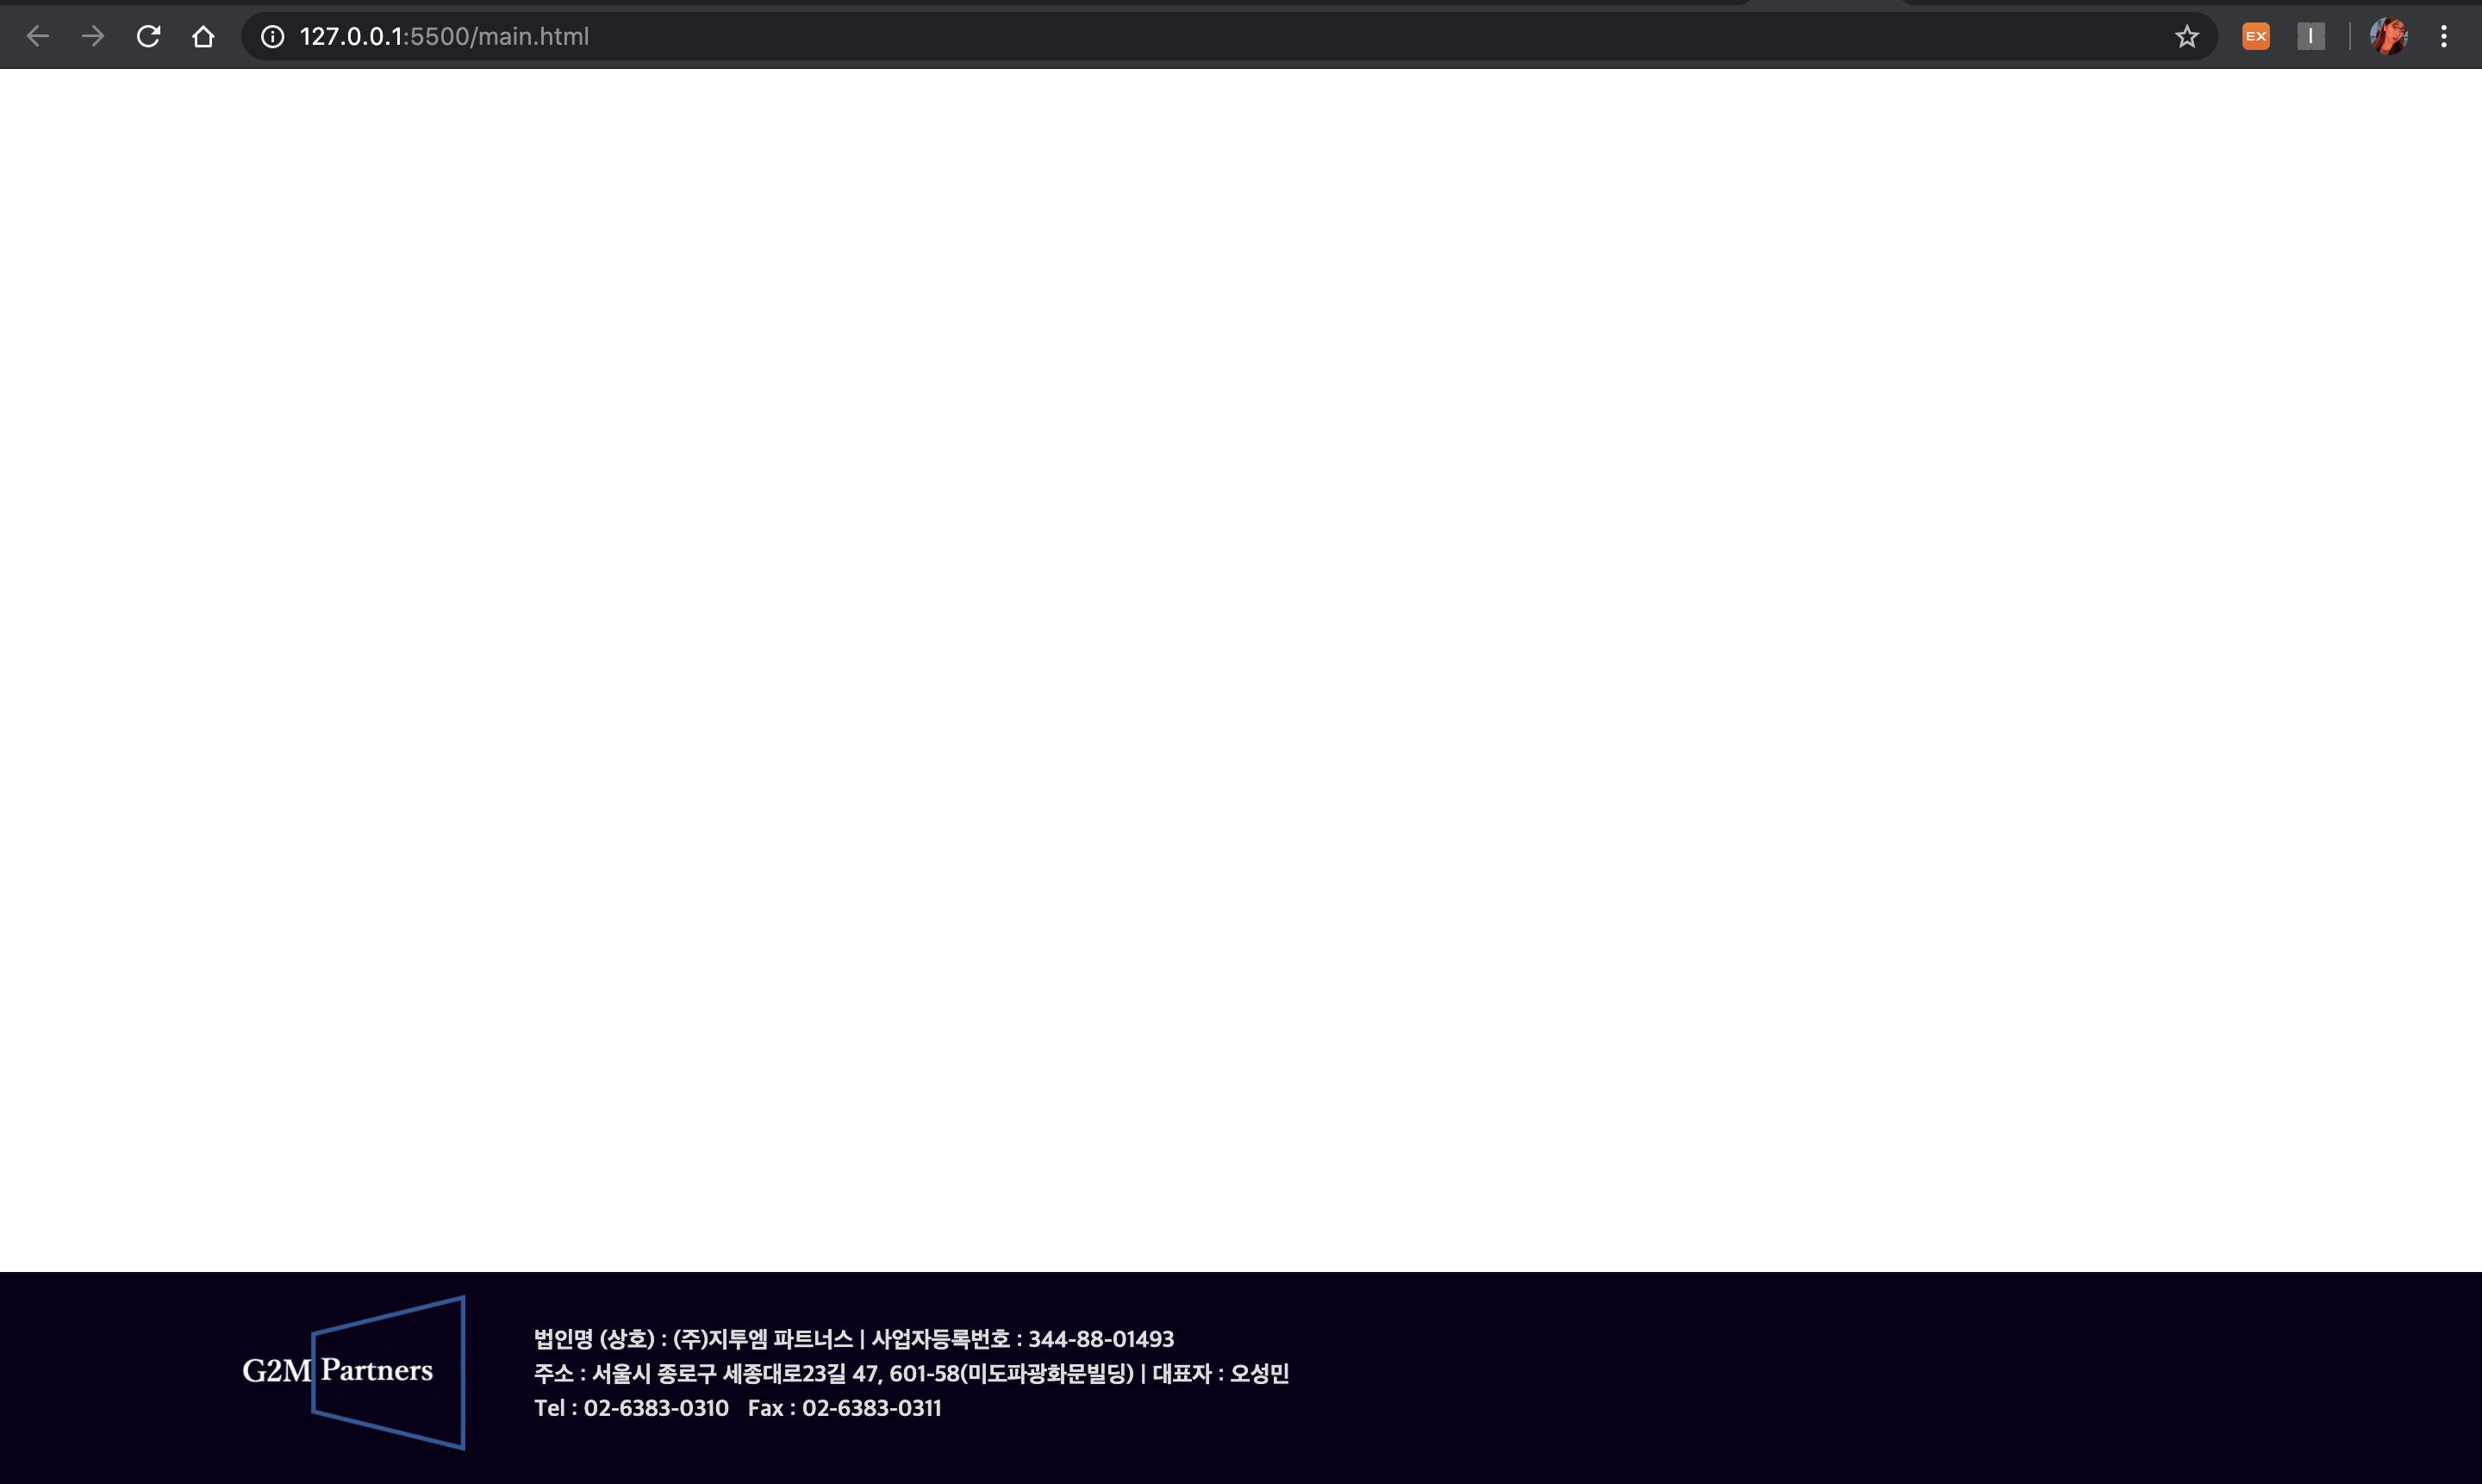 127.0.0.1:5500/main.html
EX
I
G2M Partners
법인명 (상호) : (주)지투엠 파트너스 | 사업자등록번호 : 344-88-01493
주소 : 서울시 종로구 세종대로23길 47, 601-58(미도파광화문빌딩) | 대표자 : 오성민
Tel : 02-6383-0310 Fax : 02-6383-0311